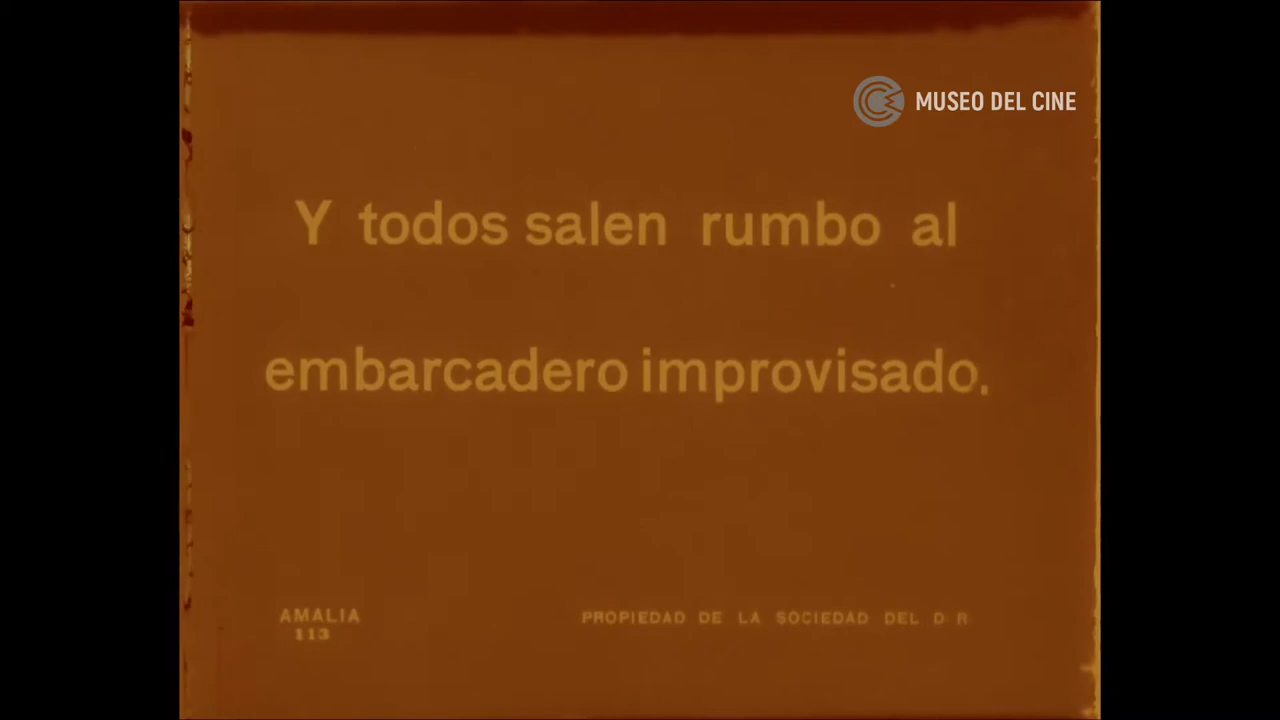 MUSEO DEL CINE
Y todos salen rumbo al
embarcadero improvisado.
AMALIA
113
PROPIEDAD DE LA SOCIEDAD DEL D. R.